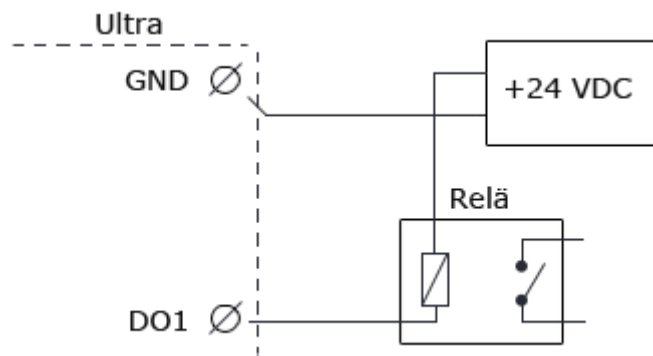 Ultra
GND
+24 VDC
Relä
DO1